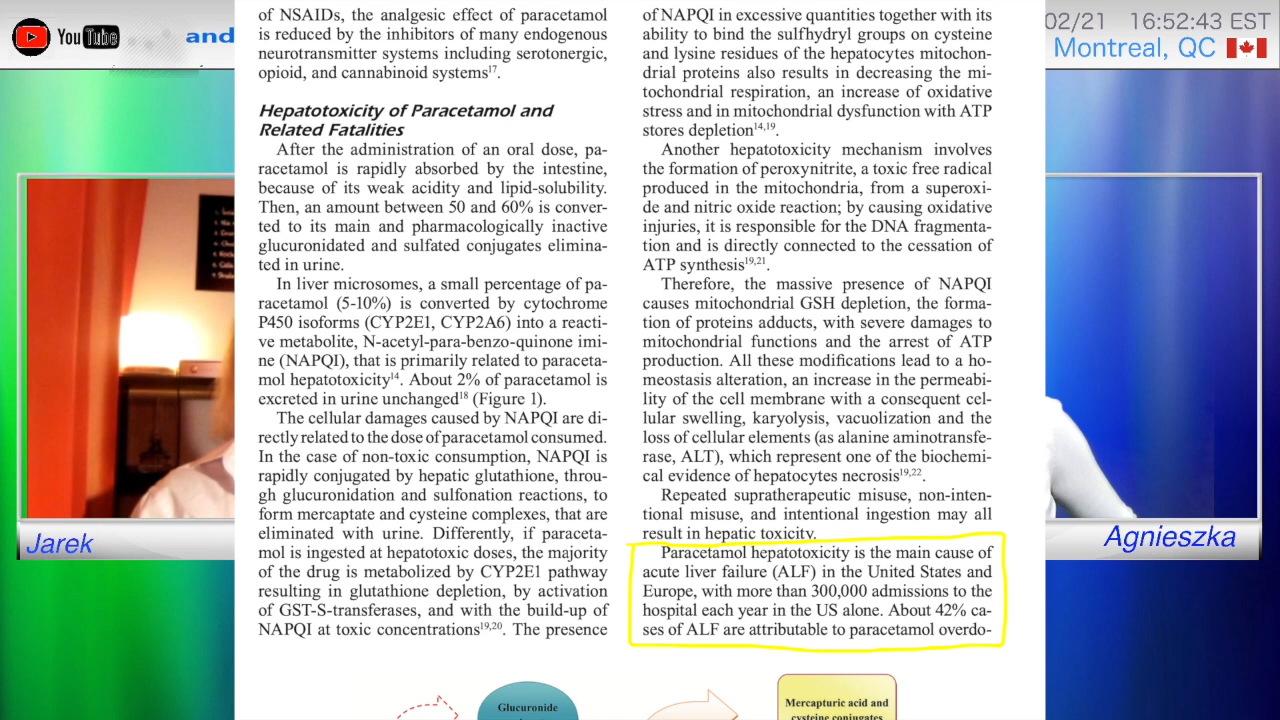 YouTube
and
02/21 16:52:43 EST
Montreal, QC
of NSAIDs, the analgesic effect of paracetamol
is reduced by the inhibitors of many endogenous
neurotransmitter systems including serotonergic,
opioid, and cannabinoid systems17.
Hepatotoxicity of Paracetamol and
Related Fatalities
After the administration of an oral dose, pa-
racetamol is rapidly absorbed by the intestine,
because of its weak acidity and lipid-solubility.
Then, an amount between 50 and 60% is conver-
ted to its main and pharmacologically inactive
glucuronidated and sulfated conjugates elimina-
ted in urine.
In liver microsomes, a small percentage of pa-
racetamol (5-10%) is converted by cytochrome
P450 isoforms (CYP2E1, CYP2A6) into a reacti-
ve metabolite, N-acetyl-para-benzo-quinone imi-
ne (NAPQI), that is primarily related to paraceta-
mol hepatotoxicity14. About 2% of paracetamol is
excreted in urine unchanged18 (Figure 1).
The cellular damages caused by NAPQI are di-
rectly related to the dose of paracetamol consumed.
In the case of non-toxic consumption, NAPQI is
rapidly conjugated by hepatic glutathione, throu-
gh glucuronidation and sulfonation reactions, to
form mercaptate and cysteine complexes, that are
eliminated with urine. Differently, if paraceta-
mol is ingested at hepatotoxic doses, the majority
of the drug is metabolized by CYP2E1 pathway
resulting in glutathione depletion, by activation
of GST-S-transferases, and with the build-up of
NAPQI at toxic concentrations19,20. The presence
of NAPQI in excessive quantities together with its
ability to bind the sulfhydryl groups on cysteine
and lysine residues of the hepatocytes mitochon-
drial proteins also results in decreasing the mi-
tochondrial respiration, an increase of oxidative
stress and in mitochondrial dysfunction with ATP
stores depletion14,19.
Another hepatotoxicity mechanism involves
the formation of peroxynitrite, a toxic free radical
produced in the mitochondria, from a superoxi-
de and nitric oxide reaction; by causing oxidative
injuries, it is responsible for the DNA fragmenta-
tion and is directly connected to the cessation of
ATP synthesis19,21.
Therefore, the massive presence of NAPQI
causes mitochondrial GSH depletion, the forma-
tion of proteins adducts, with severe damages to
mitochondrial functions and the arrest of ATP
production. All these modifications lead to a ho-
meostasis alteration, an increase in the permeabi-
lity of the cell membrane with a consequent cel-
lular swelling, karyolysis, vacuolization and the
loss of cellular elements (as alanine aminotransfe-
rase, ALT), which represent one of the biochemi-
cal evidence of hepatocytes necrosis19,22.
Repeated supratherapeutic misuse, non-inten-
tional misuse, and intentional ingestion may all
result in hepatic toxicity.
Paracetamol hepatotoxicity is the main cause of
acute liver failure (ALF) in the United States and
Europe, with more than 300,000 admissions to the
hospital each year in the US alone. About 42% ca-
ses of ALF are attributable to paracetamol overdo-
Glucuronide
Mercapturic acid and
cysteine conjugates
Jarek
Agnieszka